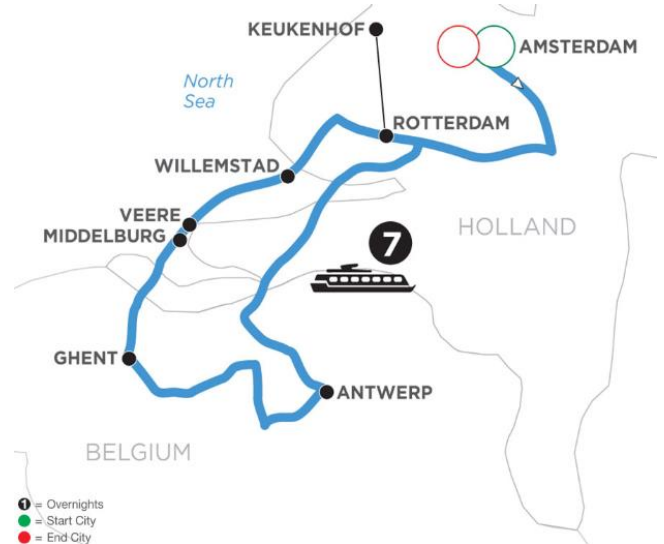 KEUKENHOF
AMSTERDAM
North
Sea
ROTTERDAM
WILLEMSTAD
VEERE
MIDDELBURG
HOLLAND
7
GHENT
ANTWERP
BELGIUM
1 = Overnights
= Start City
= End City